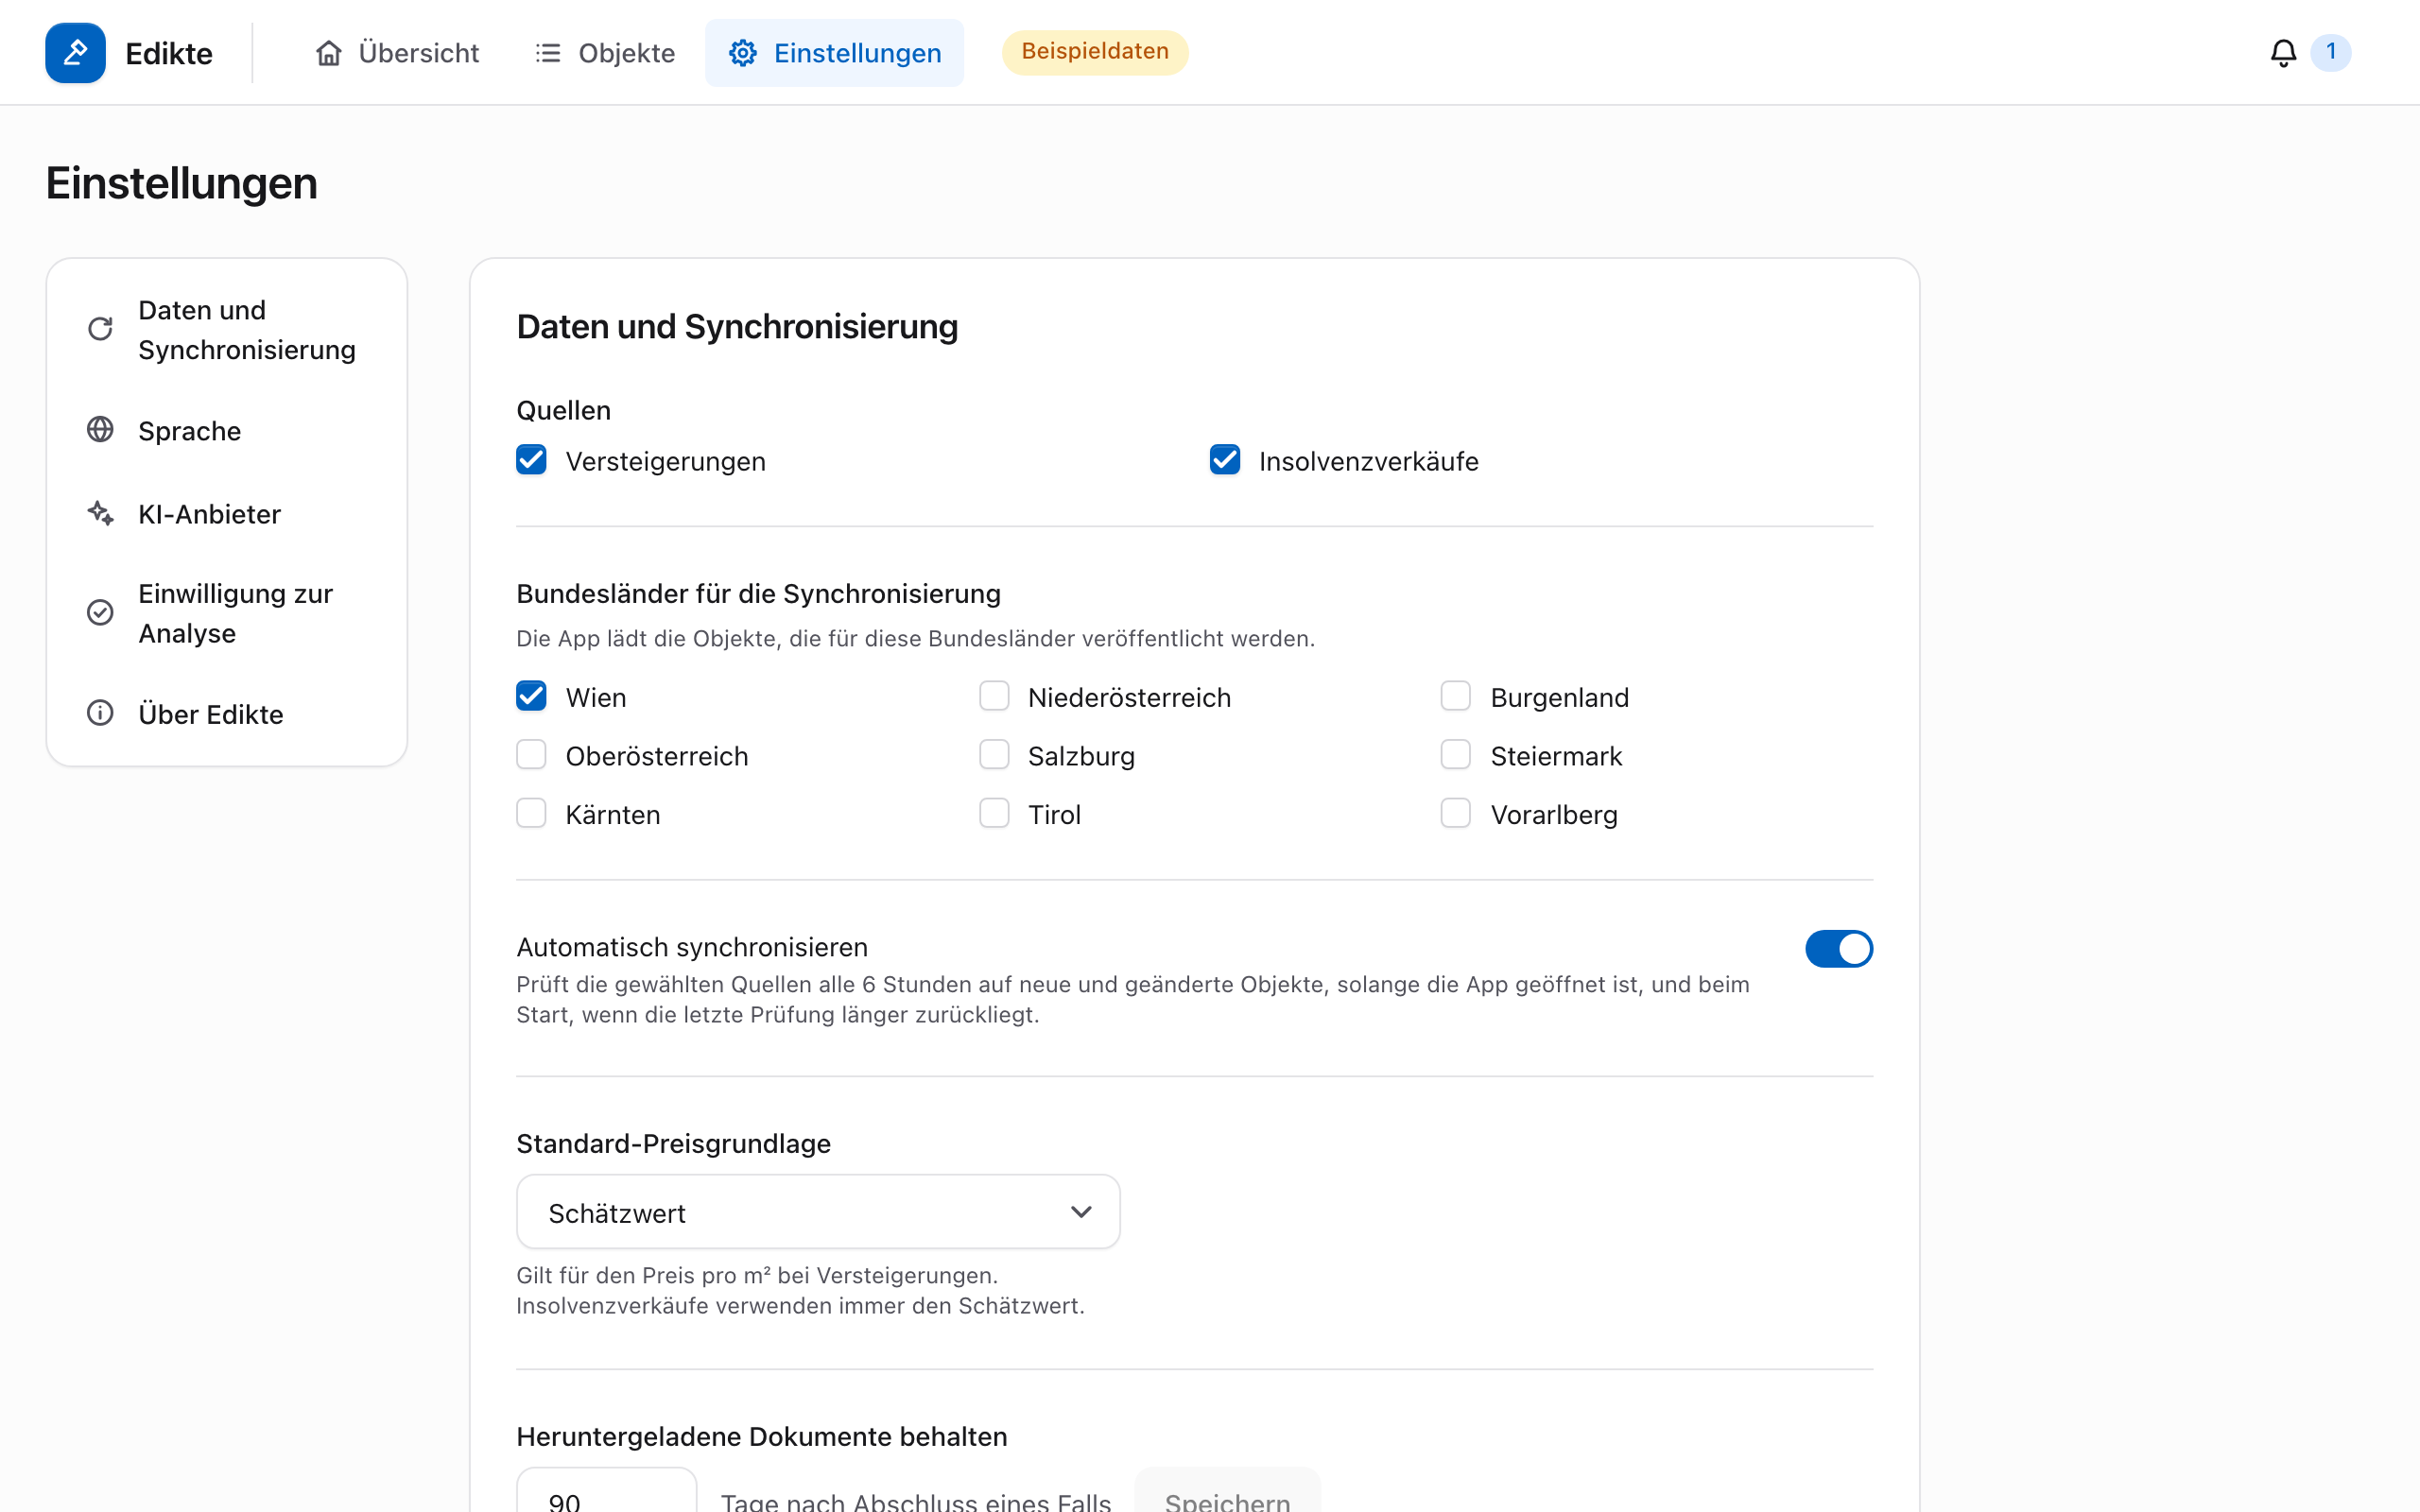 Edikte
Übersicht
Objekte
Einstellungen
Beispieldaten
1
Einstellungen
Daten und
Synchronisierung
Sprache
KI-Anbieter
Einwilligung zur
Analyse
Über Edikte
Daten und Synchronisierung
Quellen
Versteigerungen
Insolvenzverkäufe
Bundesländer für die Synchronisierung
Die App lädt die Objekte, die für diese Bundesländer veröffentlicht werden.
Wien
Niederösterreich
Burgenland
Oberösterreich
Salzburg
Steiermark
Kärnten
Tirol
Vorarlberg
Automatisch synchronisieren
Prüft die gewählten Quellen alle 6 Stunden auf neue und geänderte Objekte, solange die App geöffnet ist, und beim
Start, wenn die letzte Prüfung länger zurückliegt.
Standard-Preisgrundlage
Schätzwert
Gilt für den Preis pro m² bei Versteigerungen.
Insolvenzverkäufe verwenden immer den Schätzwert.
Heruntergeladene Dokumente behalten
90
Tage nach Abschluss eines Falls
Speichern